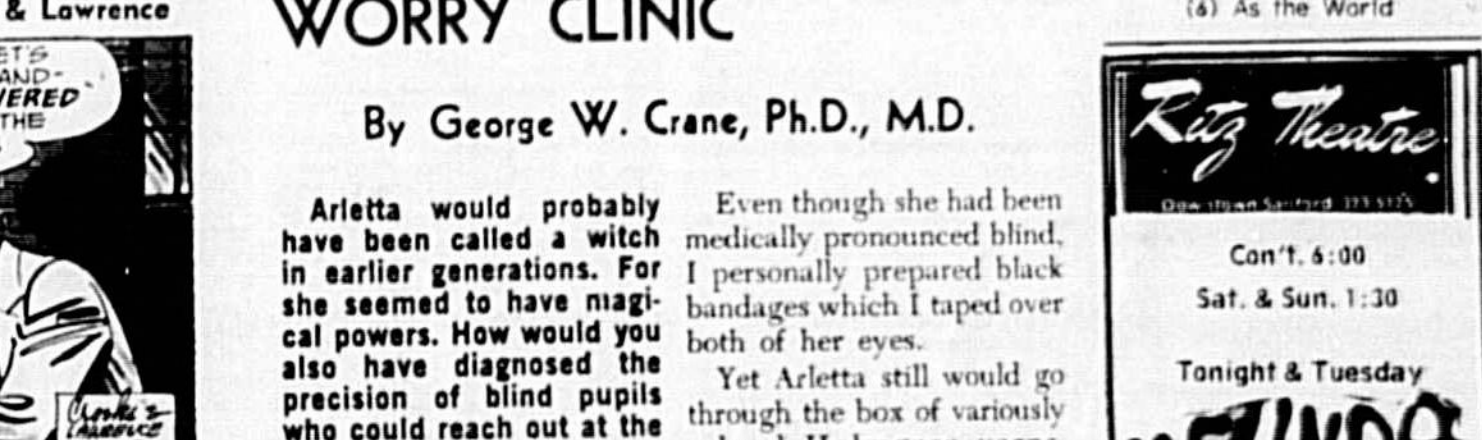 & Lawrence
ET'S
AND-
VERED
THE
WORRY CLINIC
By George W. Crane, Ph.D., M.D.
Arletta would probably
have been called a witch
in earlier generations. For
she seemed to have magi-
cal powers. How would you
also have diagnosed the
precision of blind pupils
who could reach out at the
Even though she had been
medically pronounced blind,
I personally prepared black
bandages which I taped over
both of her eyes.
Yet Arletta still would go
through the box of variously
(6) As the World
Ritz Theatre
Con't. 6:00
Sat. & Sun. 1:30
Tonight & Tuesday